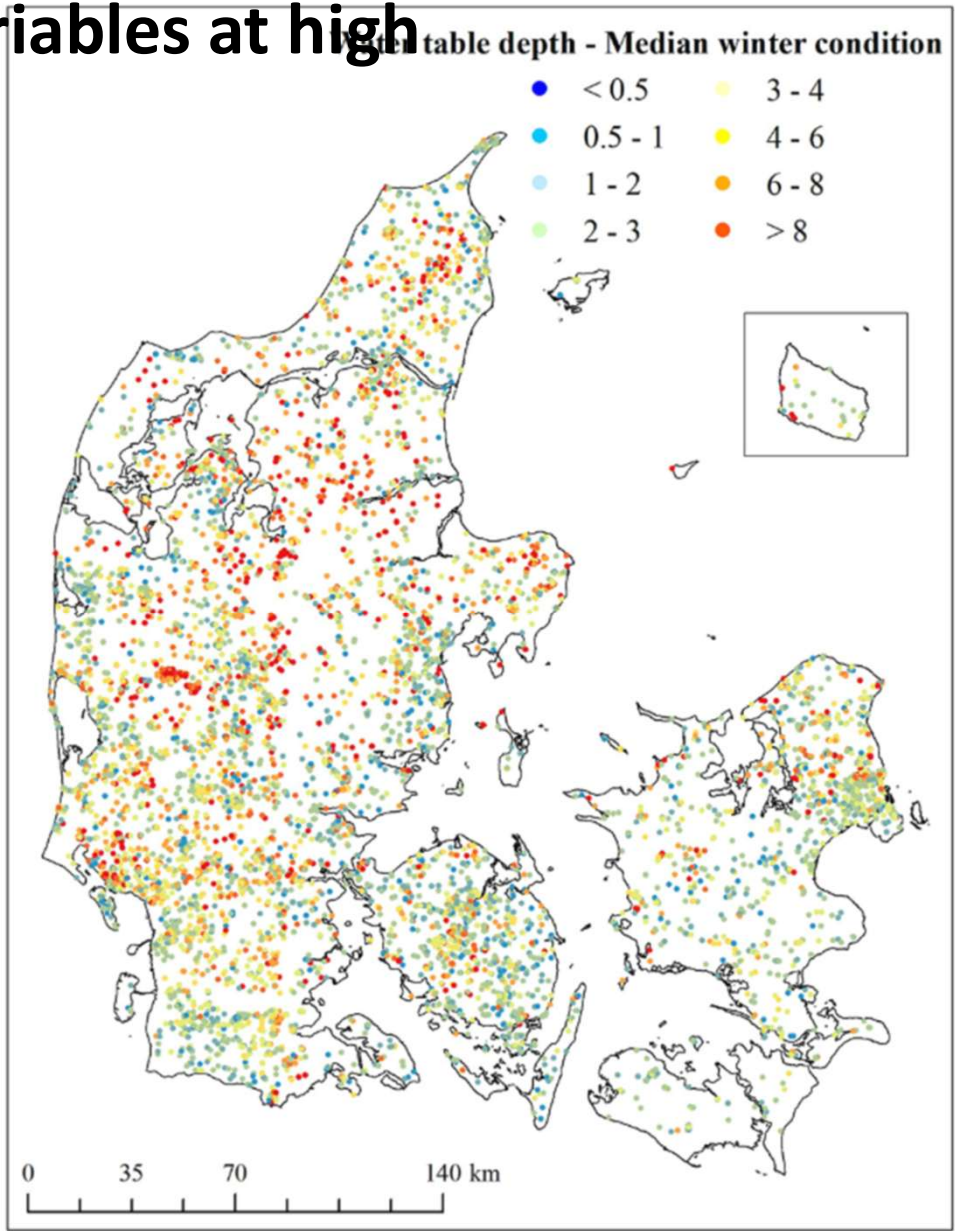 riables at high
Water table depth - Median winter condition
< 0.5
0.5 - 1
1 - 2
2 - 3
3 - 4
4 - 6
6 - 8
> 8
0 35 70 140 km